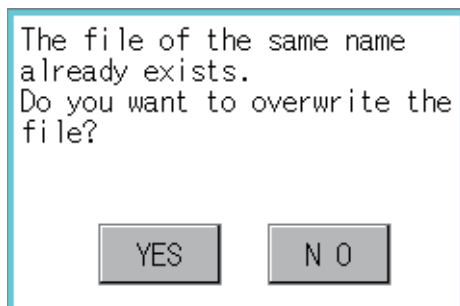 The file of the same name
already exists.
Do you want to overwrite the
file?
YES
N O